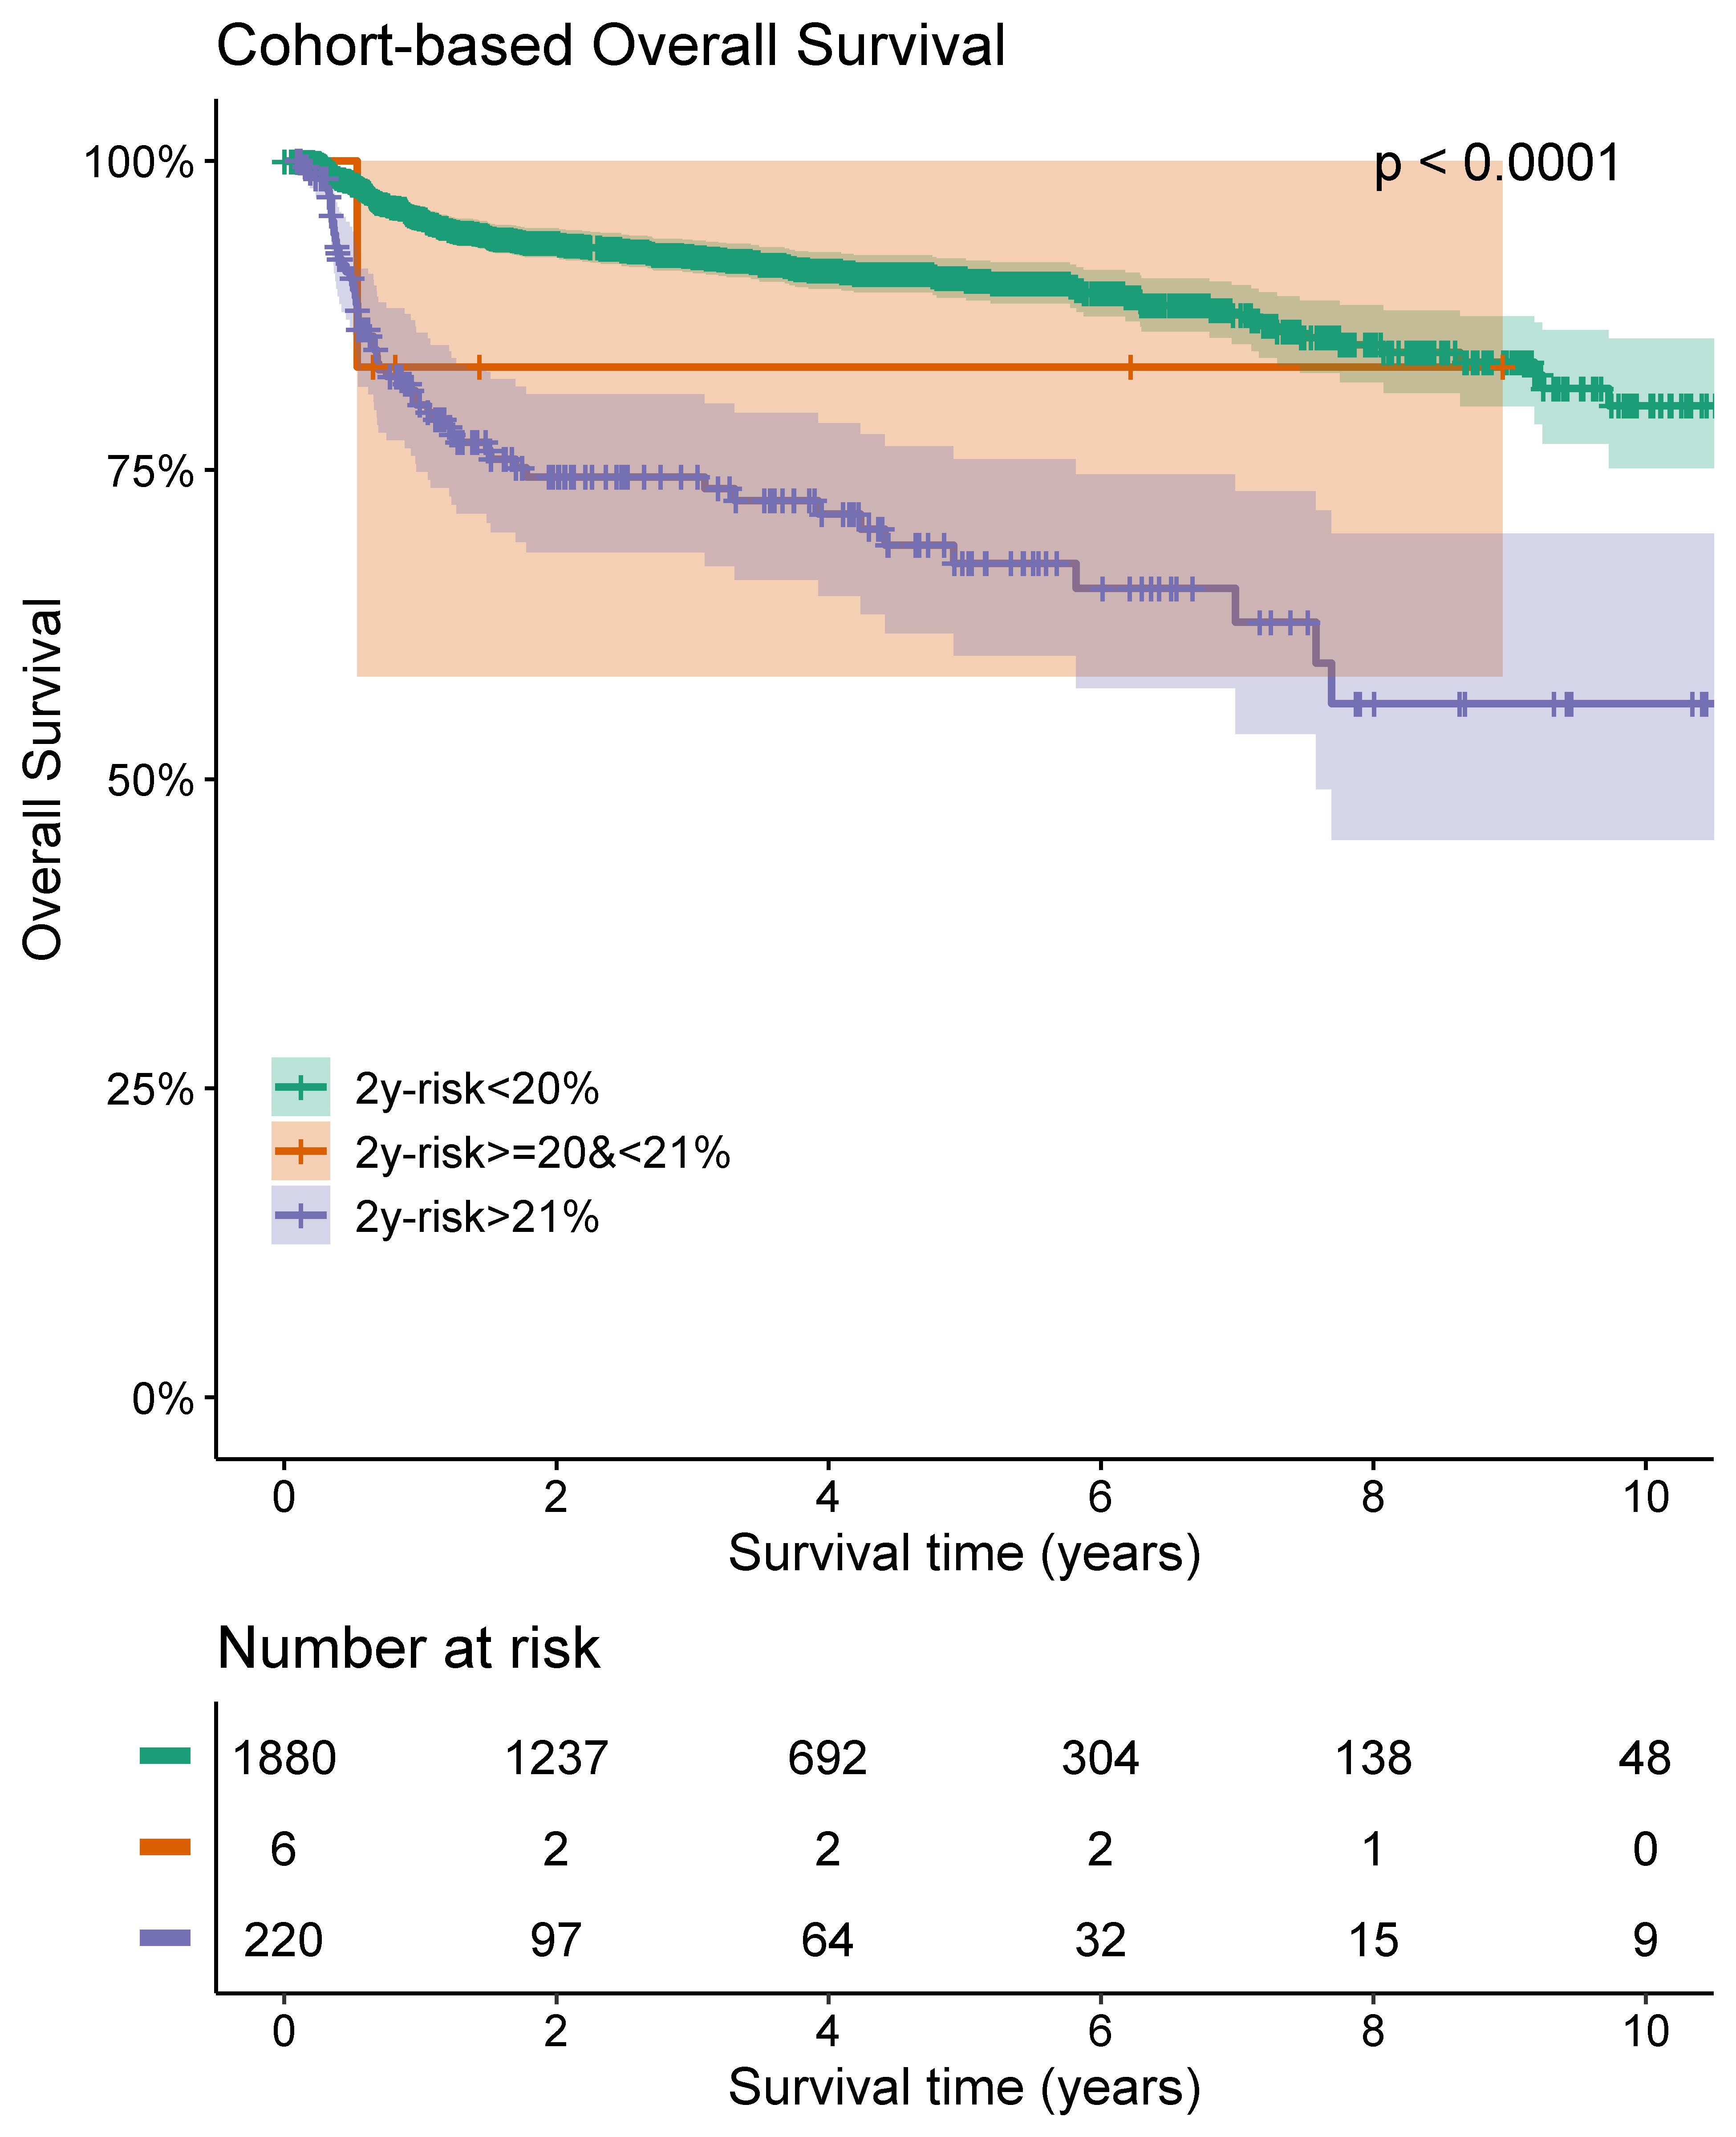 Cohort-based Overall Survival
100%
p < 0.0001
75%
50%
25%
0%
Overall Survival
2y-risk<20%
2y-risk>=20&<21%
2y-risk>21%
0 2 4 6 8 10
Survival time (years)
Number at risk
1880 1237 692 304 138 48
6 2 2 2 1 0
220 97 64 32 15 9
0 2 4 6 8 10
Survival time (years)